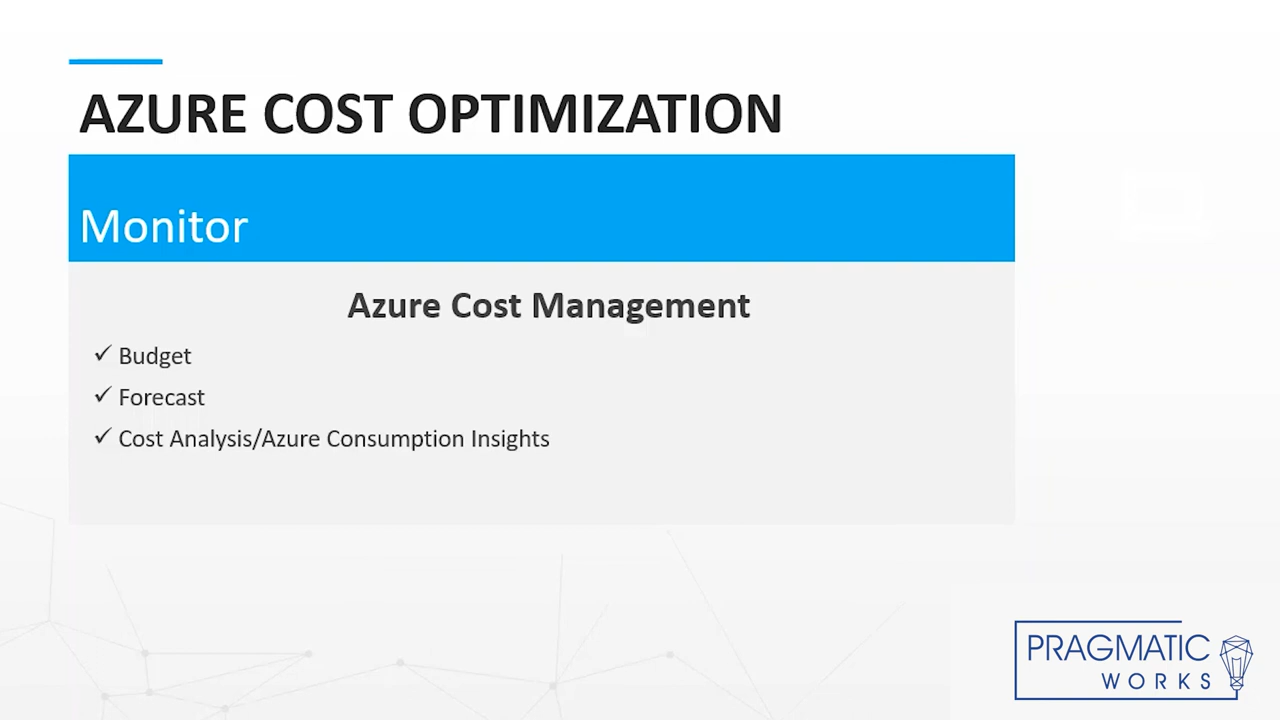 AZURE COST OPTIMIZATION
Monitor
Azure Cost Management
✓ Budget
✓ Forecast
✓ Cost Analysis/Azure Consumption Insights
PRAGMATIC
WORKS